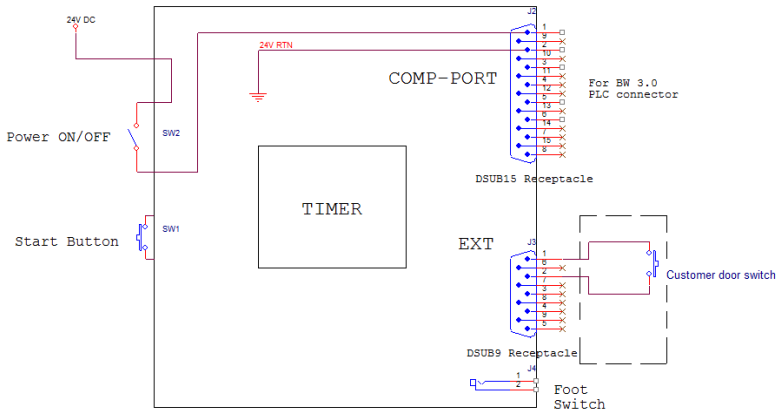 24V DC
J2
24V RTN
COMP-PORT
1
9
2
10
3
11
4
12
5
13
6
14
7
15
8
For BW 3.0
PLC connector
Power ON/OFF
SW2
DSUB15 Receptacle
TIMER
Start Button
SW1
EXT
J3
1
6
2
7
3
8
4
9
5
Customer door switch
DSUB9 Receptacle
J4
1
2
Foot
Switch